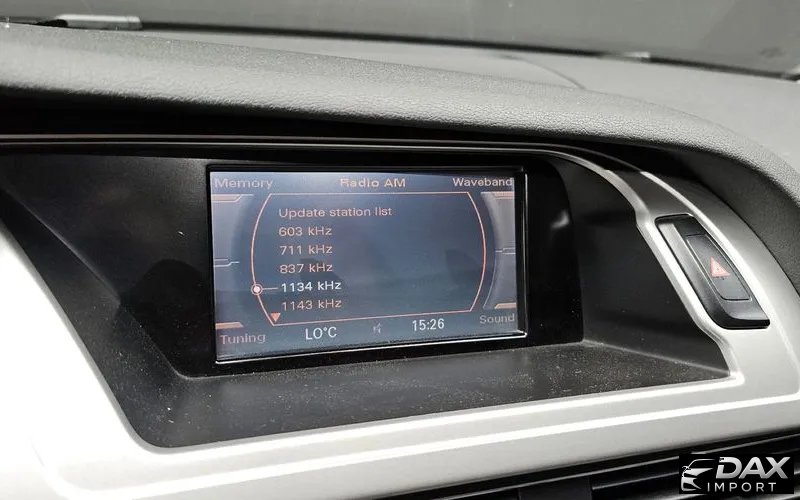 Memory Radio AM Waveband
Update station list
603 kHz
711 kHz
837 kHz
1134 kHz
1143 kHz
Tuning LO°C 15:26 Sound
DAX
IMPORT